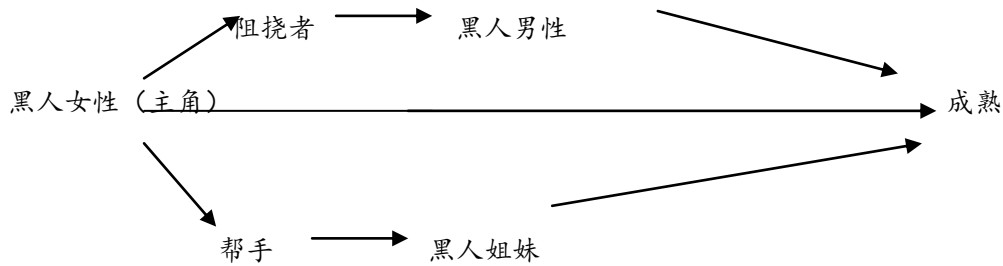 阻挠者
黑人男性
黑人女性（主角）
成熟
帮手
黑人姐妹